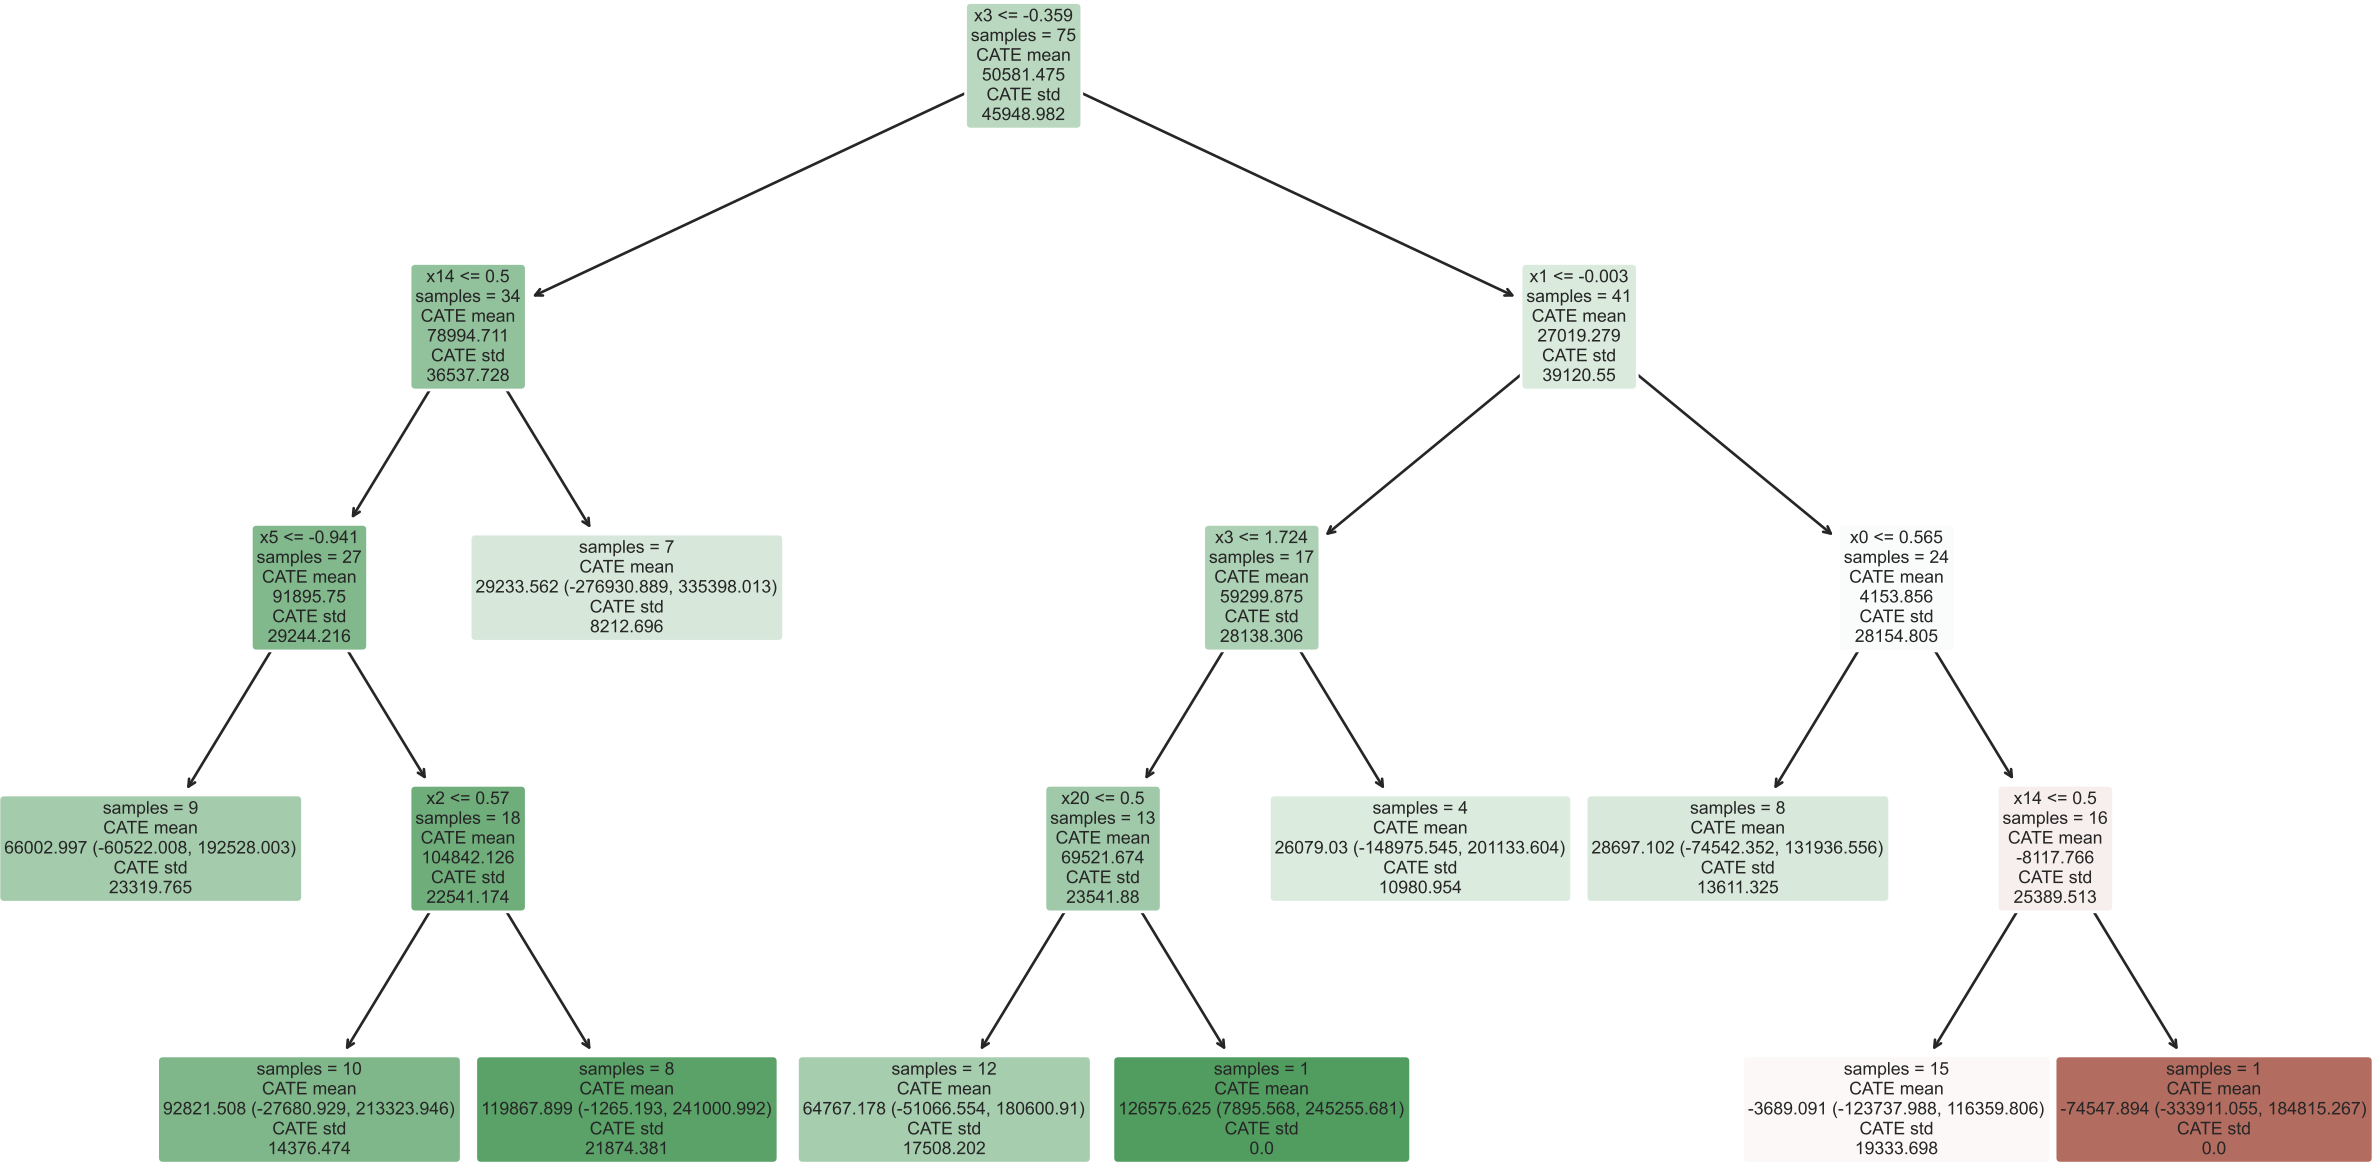 x3 <= -0.359
samples = 75
CATE mean
50581.475
CATE std
45948.982
x14 <= 0.5
samples = 34
CATE mean
78994.711
CATE std
36537.728
x1 <= -0.003
samples = 41
CATE mean
27019.279
CATE std
39120.55
x5 <= -0.941
samples = 27
CATE mean
91895.75
CATE std
29244.216
samples = 7
CATE mean
29233.562 (-276930.889, 335398.013)
CATE std
8212.696
x3 <= 1.724
samples = 17
CATE mean
59299.875
CATE std
28138.306
x0 <= 0.565
samples = 24
CATE mean
4153.856
CATE std
28154.805
samples = 9
CATE mean
66002.997 (-60522.008, 192528.003)
CATE std
23319.765
x2 <= 0.57
samples = 18
CATE mean
104842.126
CATE std
22541.174
x20 <= 0.5
samples = 13
CATE mean
69521.674
CATE std
23541.88
samples = 4
CATE mean
26079.03 (-148975.545, 201133.604)
CATE std
10980.954
samples = 8
CATE mean
28697.102 (-74542.352, 131936.556)
CATE std
13611.325
x14 <= 0.5
samples = 16
CATE mean
-8117.766
CATE std
25389.513
samples = 10
CATE mean
92821.508 (-27680.929, 213323.946)
CATE std
14376.474
samples = 8
CATE mean
119867.899 (-1265.193, 241000.992)
CATE std
21874.381
samples = 12
CATE mean
64767.178 (-51066.554, 180600.91)
CATE std
17508.202
samples = 1
CATE mean
126575.625 (7895.568, 245255.681)
CATE std
0.0
samples = 15
CATE mean
-3689.091 (-123737.988, 116359.806)
CATE std
19333.698
samples = 1
CATE mean
-74547.894 (-333911.055, 184815.267)
CATE std
0.0